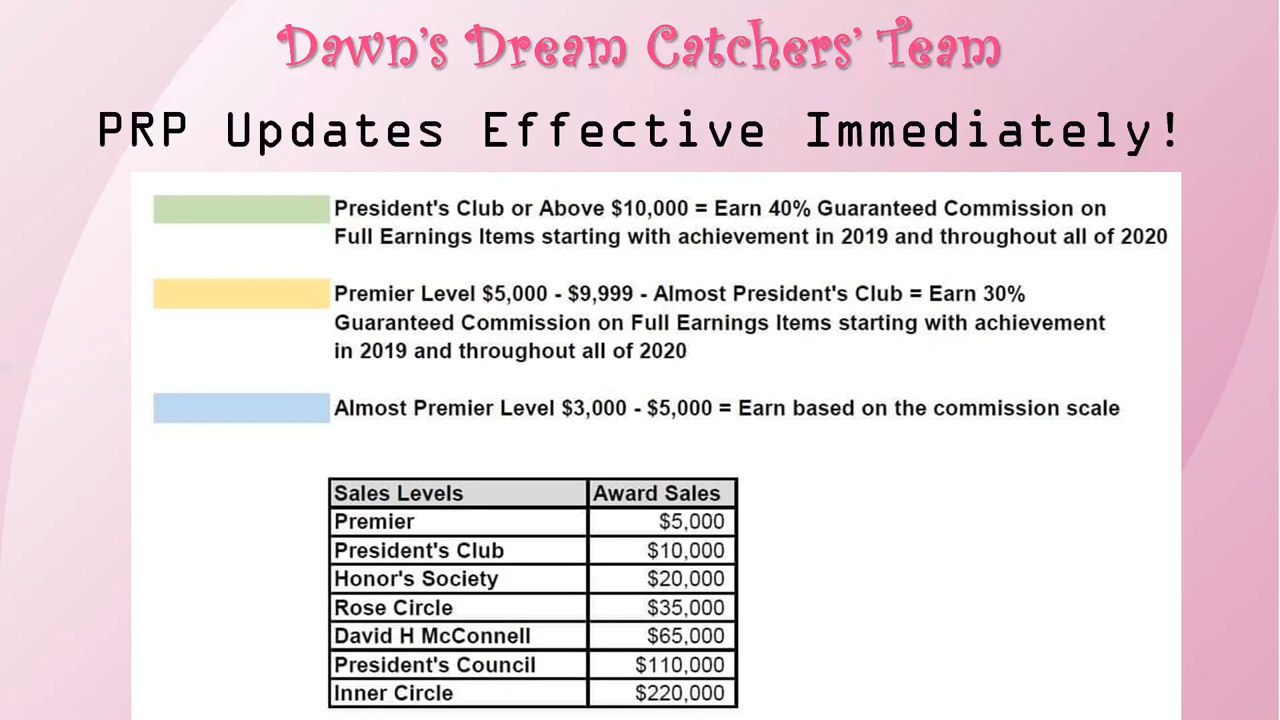 Dawn's Dream Catchers' Team
PRP Updates Effective Immediately!
President's Club or Above $10,000 = Earn 40% Guaranteed Commission on
Full Earnings Items starting with achievement in 2019 and throughout all of 2020
Premier Level $5,000 - $9,999 - Almost President's Club = Earn 30%
Guaranteed Commission on Full Earnings Items starting with achievement
in 2019 and throughout all of 2020
Almost Premier Level $3,000 - $5,000 = Earn based on the commission scale
Sales Levels Award Sales
Premier $5,000
President's Club $10,000
Honor's Society $20,000
Rose Circle $35,000
David H McConnell $65,000
President's Council $110,000
Inner Circle $220,000